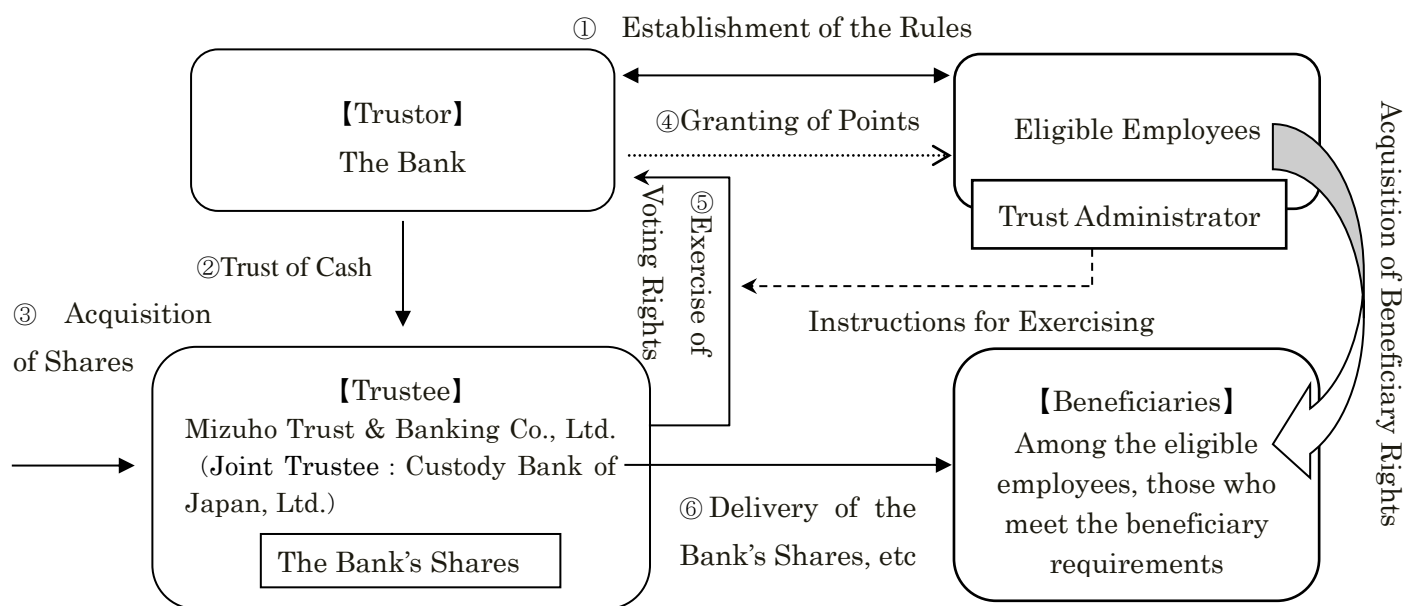 ① Establishment of the Rules
【Trustor】
The Bank
④Granting of Points
Eligible Employees
Trust Administrator
Acquisition of Beneficiary Rights
②Trust of Cash
⑤Exercise of
Voting Rights
Instructions for Exercising
③ Acquisition
of Shares
【Trustee】
Mizuho Trust & Banking Co., Ltd.
（Joint Trustee : Custody Bank of
Japan, Ltd.）
The Bank’s Shares
⑥ Delivery of the
Bank’s Shares, etc
【Beneficiaries】
Among the eligible
employees, those who
meet the beneficiary
requirements